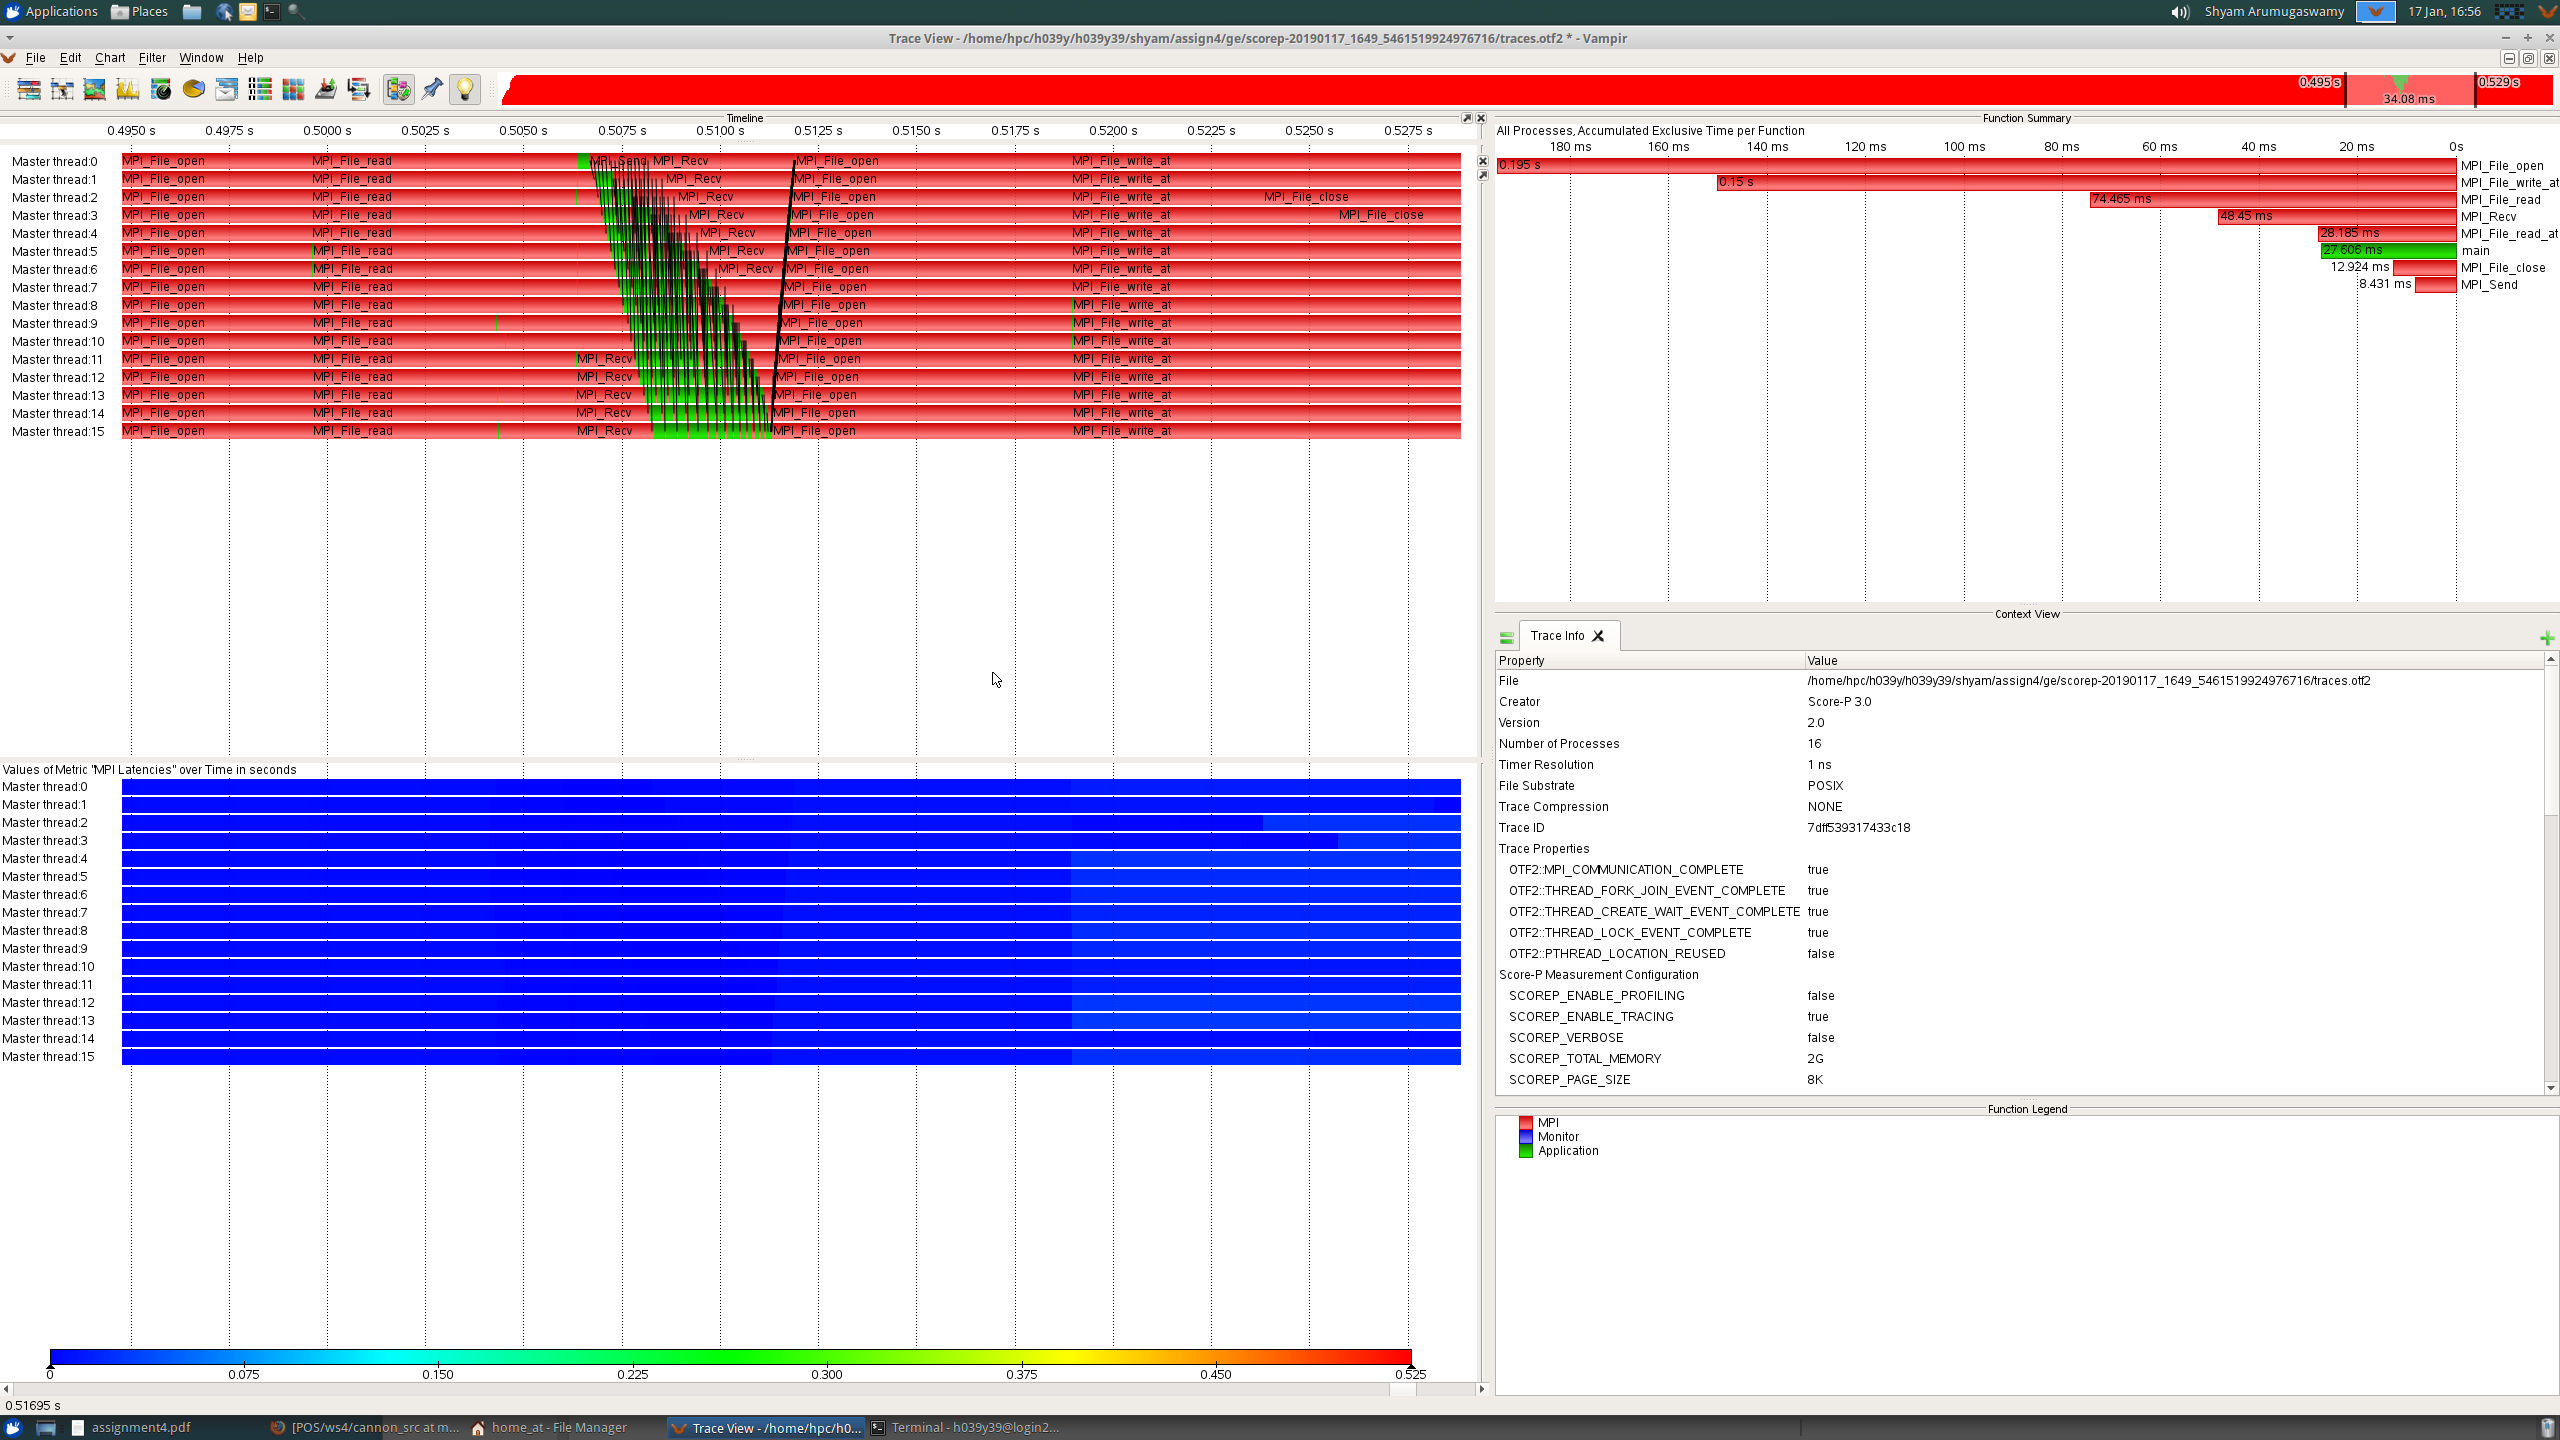 Applications Places Shyam Arumugaswamy 17 Jan, 16:56
Trace View - /home/hpc/h039y/h039y39/shyam/assign4/ge/scorep-20190117_1649_5461519924976716/traces.otf2 * - Vampir
File Edit Chart Filter Window Help
0.495 s 34.08 ms 0.529 s
Timeline
0.4950 s 0.4975 s 0.5000 s 0.5025 s 0.5050 s 0.5075 s 0.5100 s 0.5125 s 0.5150 s 0.5175 s 0.5200 s 0.5225 s 0.5250 s 0.5275 s
Master thread:0 MPI_File_open MPI_File_read MPI_Send MPI_Recv MPI_File_open MPI_File_write_at
Master thread:1 MPI_File_open MPI_File_read MPI_Recv MPI_File_open MPI_File_write_at
Master thread:2 MPI_File_open MPI_File_read MPI_Recv MPI_File_open MPI_File_write_at MPI_File_close
Master thread:3 MPI_File_open MPI_File_read MPI_Recv MPI_File_open MPI_File_write_at MPI_File_close
Master thread:4 MPI_File_open MPI_File_read MPI_Recv MPI_File_open MPI_File_write_at
Master thread:5 MPI_File_open MPI_File_read MPI_Recv MPI_File_open MPI_File_write_at
Master thread:6 MPI_File_open MPI_File_read MPI_Recv MPI_File_open MPI_File_write_at
Master thread:7 MPI_File_open MPI_File_read MPI_File_open MPI_File_write_at
Master thread:8 MPI_File_open MPI_File_read MPI_File_open MPI_File_write_at
Master thread:9 MPI_File_open MPI_File_read MPI_File_open MPI_File_write_at
Master thread:10 MPI_File_open MPI_File_read MPI_File_open MPI_File_write_at
Master thread:11 MPI_File_open MPI_File_read MPI_Recv MPI_File_open MPI_File_write_at
Master thread:12 MPI_File_open MPI_File_read MPI_Recv MPI_File_open MPI_File_write_at
Master thread:13 MPI_File_open MPI_File_read MPI_Recv MPI_File_open MPI_File_write_at
Master thread:14 MPI_File_open MPI_File_read MPI_Recv MPI_File_open MPI_File_write_at
Master thread:15 MPI_File_open MPI_File_read MPI_Recv MPI_File_open MPI_File_write_at
Values of Metric "MPI Latencies" over Time in seconds
Master thread:0
Master thread:1
Master thread:2
Master thread:3
Master thread:4
Master thread:5
Master thread:6
Master thread:7
Master thread:8
Master thread:9
Master thread:10
Master thread:11
Master thread:12
Master thread:13
Master thread:14
Master thread:15
0 0.075 0.150 0.225 0.300 0.375 0.450 0.525
Function Summary
All Processes, Accumulated Exclusive Time per Function
180 ms 160 ms 140 ms 120 ms 100 ms 80 ms 60 ms 40 ms 20 ms 0s
0.195 s MPI_File_open
0.15 s MPI_File_write_at
74.465 ms MPI_File_read
48.45 ms MPI_Recv
28.185 ms MPI_File_read_at
27.606 ms main
12.924 ms MPI_File_close
8.431 ms MPI_Send
Context View
Trace Info
Property Value
File /home/hpc/h039y/h039y39/shyam/assign4/ge/scorep-20190117_1649_5461519924976716/traces.otf2
Creator Score-P 3.0
Version 2.0
Number of Processes 16
Timer Resolution 1 ns
File Substrate POSIX
Trace Compression NONE
Trace ID 7dff539317433c18
Trace Properties
OTF2::MPI_COMMUNICATION_COMPLETE true
OTF2::THREAD_FORK_JOIN_EVENT_COMPLETE true
OTF2::THREAD_CREATE_WAIT_EVENT_COMPLETE true
OTF2::THREAD_LOCK_EVENT_COMPLETE true
OTF2::PTHREAD_LOCATION_REUSED false
Score-P Measurement Configuration
SCOREP_ENABLE_PROFILING false
SCOREP_ENABLE_TRACING true
SCOREP_VERBOSE false
SCOREP_TOTAL_MEMORY 2G
SCOREP_PAGE_SIZE 8K
Function Legend
MPI
Monitor
Application
0.51695 s
assignment4.pdf [POS/ws4/cannon_src at m... home_at - File Manager Trace View - /home/hpc/h0... Terminal - h039y39@login2...